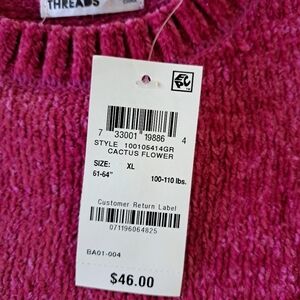 THREADS
7 33001 19886 4
STYLE 100105414GR
CACTUS FLOWER
SIZE: XL
61-64" 100-110 lbs.
Customer Return Label
071196064825
BA01-004
$46.00